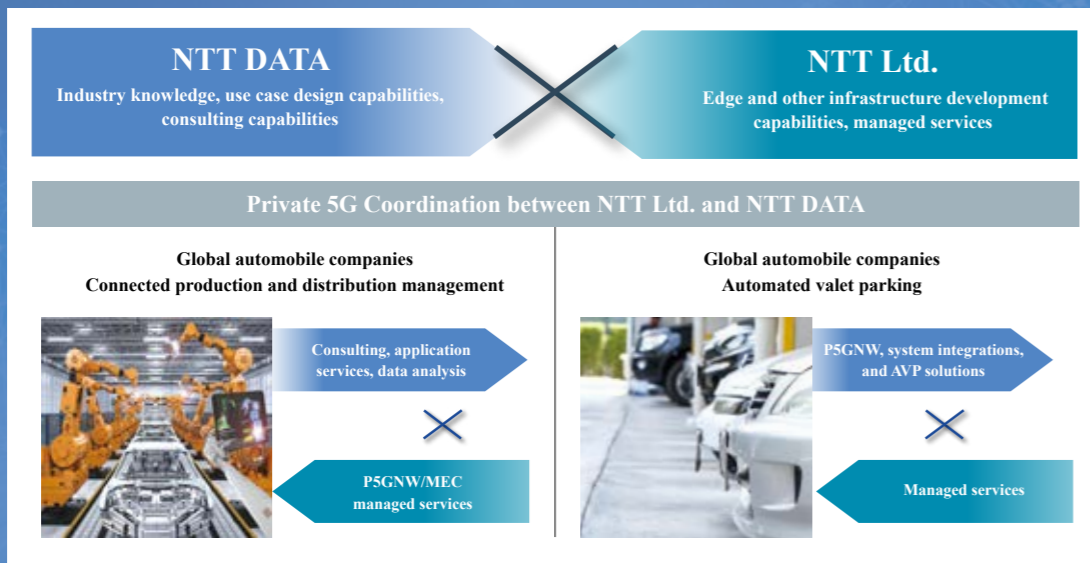 NTT DATA
Industry knowledge, use case design capabilities,
consulting capabilities
NTT Ltd.
Edge and other infrastructure development
capabilities, managed services
Private 5G Coordination between NTT Ltd. and NTT DATA
Global automobile companies
Connected production and distribution management
Consulting, application
services, data analysis
P5GNW/MEC
managed services
Global automobile companies
Automated valet parking
P5GNW, system integrations,
and AVP solutions
Managed services